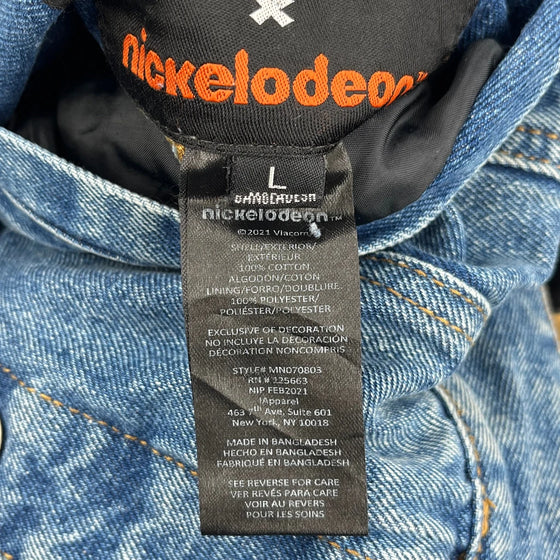 X
nickelodeon
L
BANGLADESH
nickelodeon™
©2021 Viacom
SHELL/EXTERIOR/
EXTÉRIEUR
100% COTTON
ALGODÓN/COTON
LINING/FORRO/DOUBLURE
100% POLYESTER/
POLIÉSTER/POLYESTER
EXCLUSIVE OF DECORATION
NO INCLUYE LA DECORACIÓN
DÉCORATION NONCOMPRIS
STYLE# MN070803
RN # 125663
NIP FEB2021
iApparel
463 7th Ave, Suite 601
New York, NY 10018
MADE IN BANGLADESH
HECHO EN BANGLADESH
FABRIQUÉ EN BANGLADESH
SEE REVERSE FOR CARE
VER REVÉS PARA CARE
VOIR AU REVERS
POUR LES SOINS